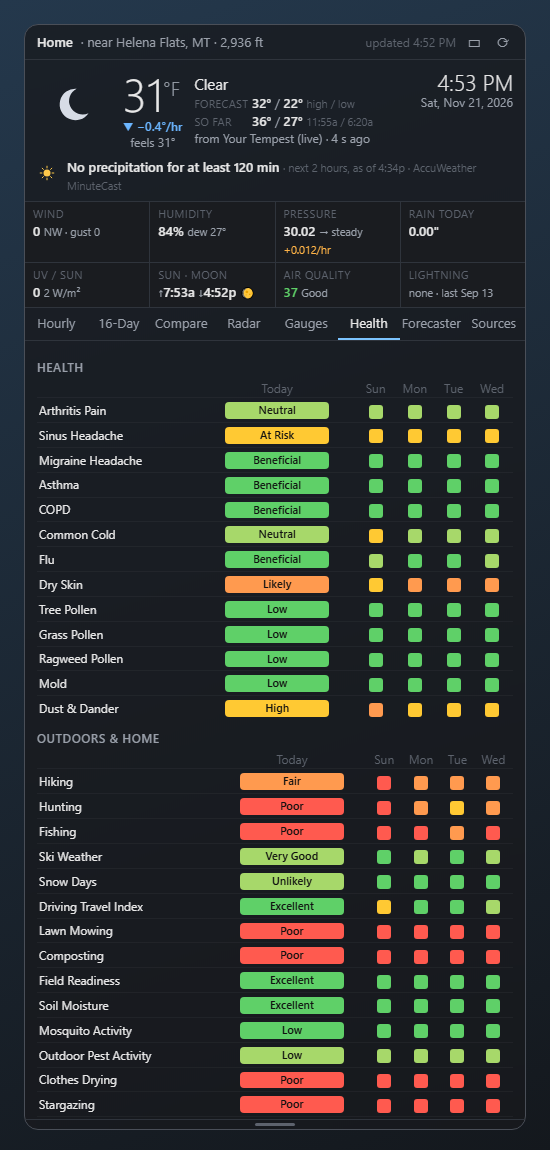 Home · near Helena Flats, MT · 2,936 ft updated 4:52 PM
31°F
▼ −0.4°/hr
feels 31°
Clear
FORECAST 32° / 22° high / low
SO FAR 36° / 27° 11:55a / 6:20a
from Your Tempest (live) · 4 s ago
4:53 PM
Sat, Nov 21, 2026
No precipitation for at least 120 min · next 2 hours, as of 4:34p · AccuWeather
MinuteCast
WIND HUMIDITY PRESSURE RAIN TODAY
0 NW · gust 0 84% dew 27° 30.02 → steady 0.00"
+0.012/hr
UV / SUN SUN · MOON AIR QUALITY LIGHTNING
0 2 W/m² ↑7:53a ↓4:52p 37 Good none · last Sep 13
Hourly 16-Day Compare Radar Gauges Health Forecaster Sources
HEALTH
Today Sun Mon Tue Wed
Arthritis Pain Neutral
Sinus Headache At Risk
Migraine Headache Beneficial
Asthma Beneficial
COPD Beneficial
Common Cold Neutral
Flu Beneficial
Dry Skin Likely
Tree Pollen Low
Grass Pollen Low
Ragweed Pollen Low
Mold Low
Dust & Dander High
OUTDOORS & HOME
Today Sun Mon Tue Wed
Hiking Fair
Hunting Poor
Fishing Poor
Ski Weather Very Good
Snow Days Unlikely
Driving Travel Index Excellent
Lawn Mowing Poor
Composting Poor
Field Readiness Excellent
Soil Moisture Excellent
Mosquito Activity Low
Outdoor Pest Activity Low
Clothes Drying Poor
Stargazing Poor